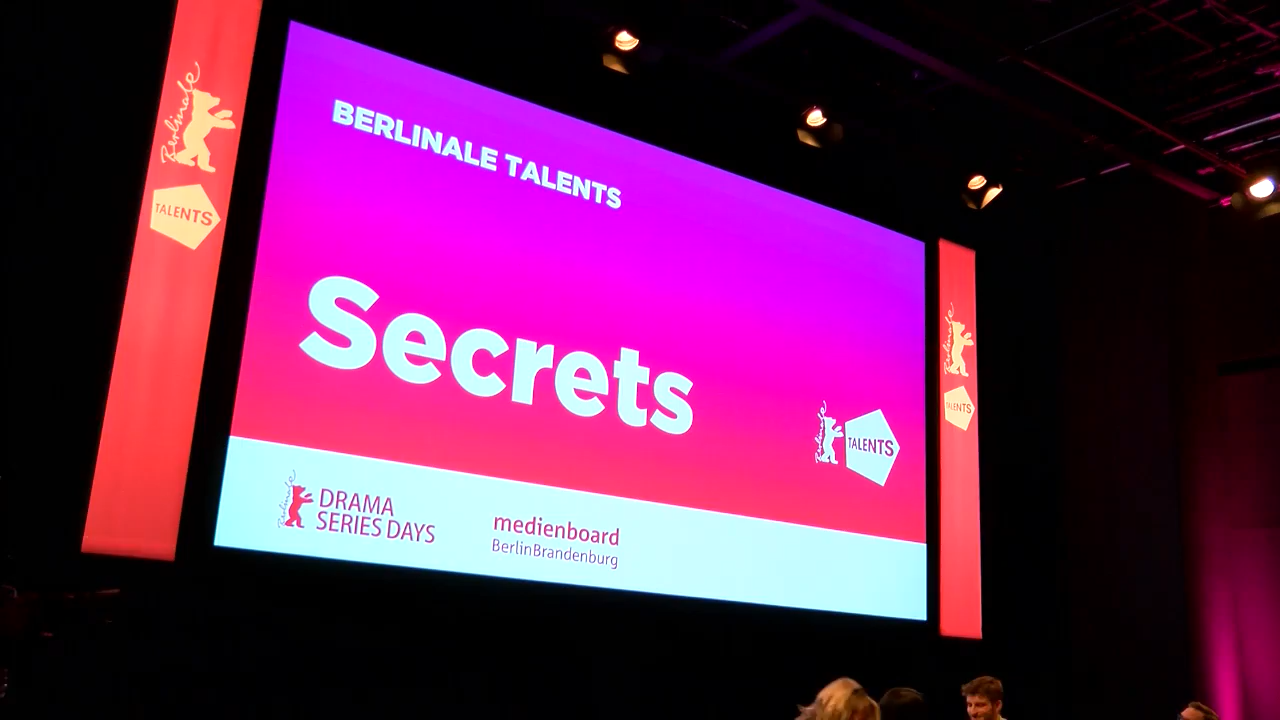 Berlinale
TALENTS
BERLINALE TALENTS
Secrets
Berlinale
TALENTS
Berlinale
DRAMA
SERIES DAYS
medienboard
BerlinBrandenburg
Berlinale
TALENTS